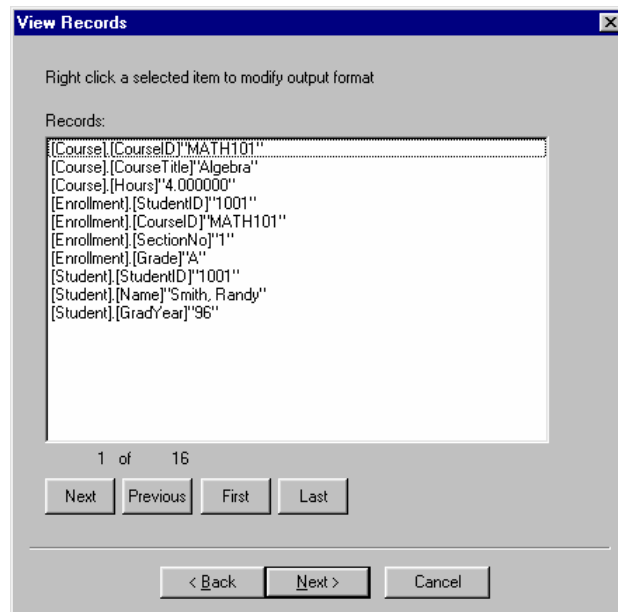 View Records
Right click a selected item to modify output format
Records:
[Course].[CourseID]"MATH101"
[Course].[CourseTitle]"Algebra"
[Course].[Hours]"4.000000"
[Enrollment].[StudentID]"1001"
[Enrollment].[CourseID]"MATH101"
[Enrollment].[SectionNo]"1"
[Enrollment].[Grade]"A"
[Student].[StudentID]"1001"
[Student].[Name]"Smith, Randy"
[Student].[GradYear]"96"
1 of 16
Next Previous First Last
< Back Next > Cancel